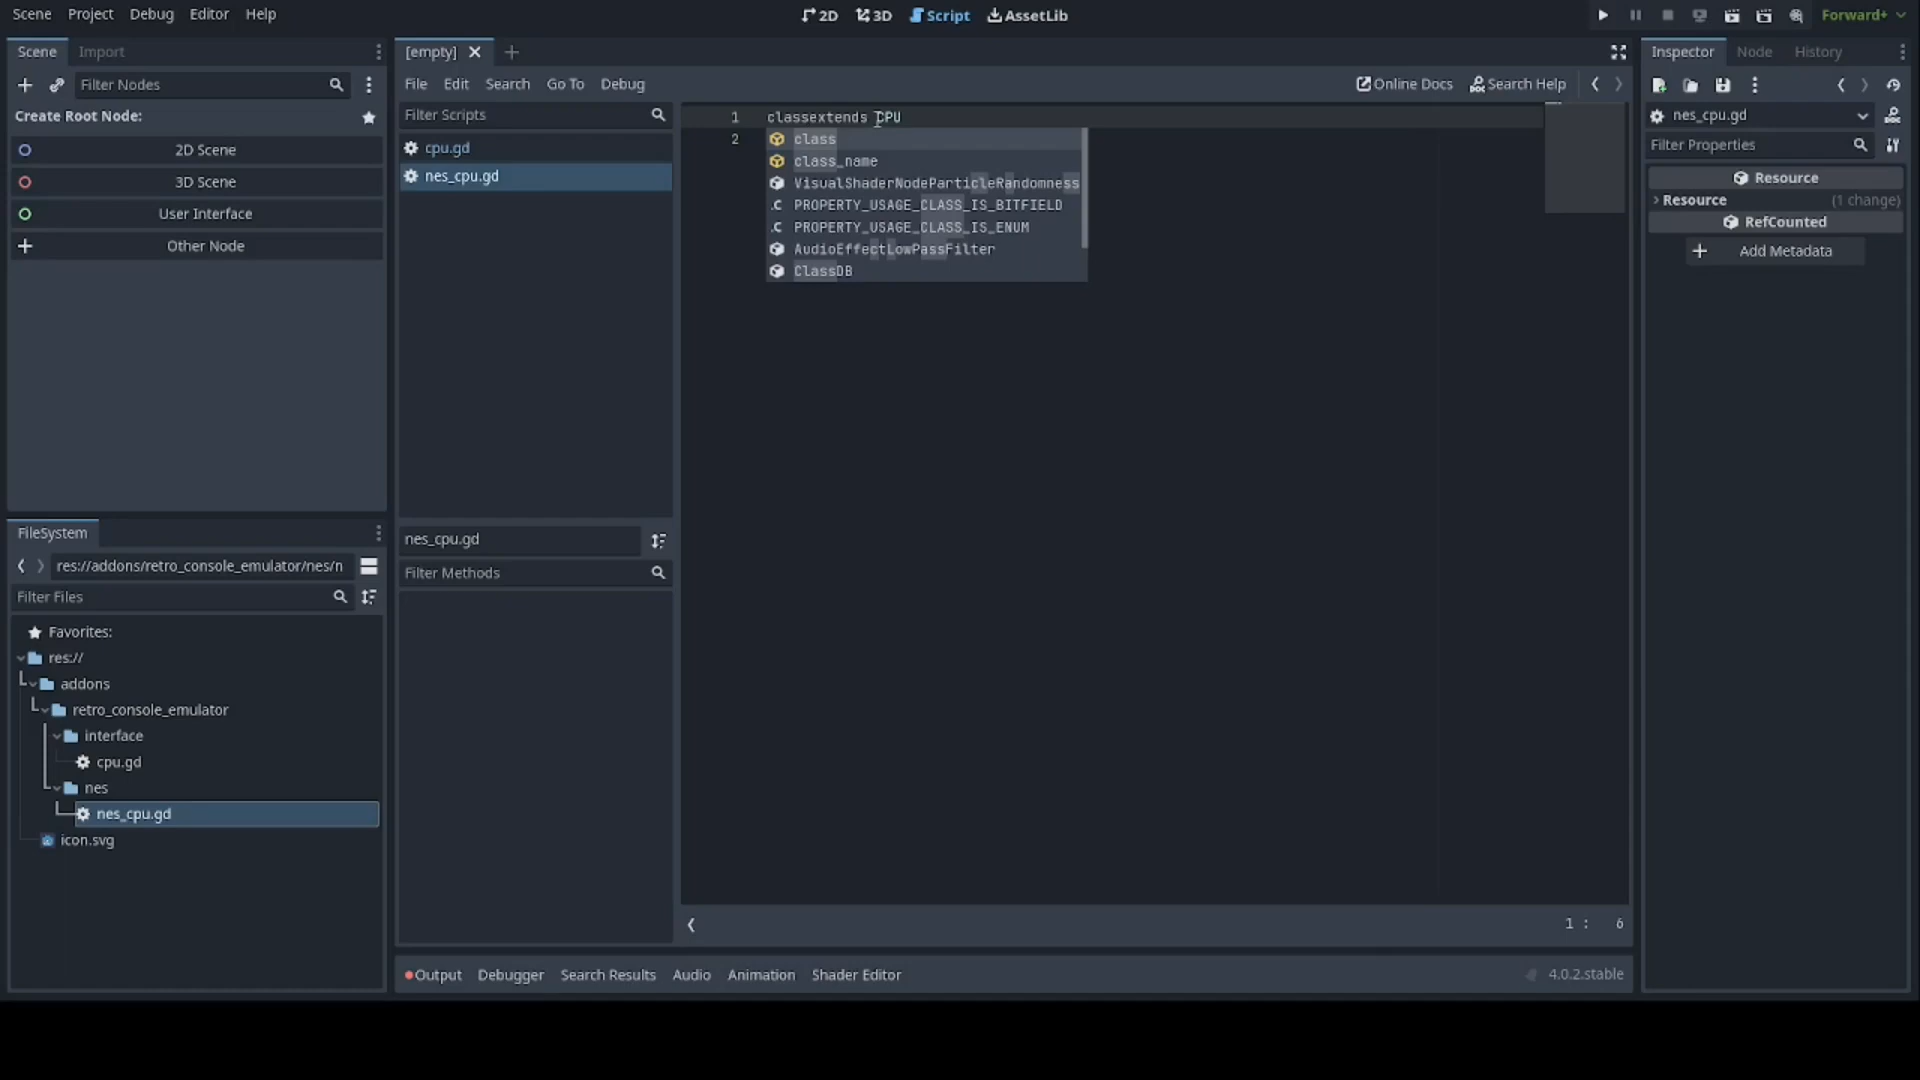 Scene Project Debug Editor Help
2D 3D Script AssetLib
Forward+
Scene Import
Filter Nodes
Create Root Node:
2D Scene
3D Scene
User Interface
Other Node
FileSystem
res://addons/retro_console_emulator/nes/n
Filter Files
Favorites:
res://
addons
retro_console_emulator
interface
cpu.gd
nes
nes_cpu.gd
icon.svg
[empty]
File Edit Search Go To Debug
Online Docs Search Help
Filter Scripts
cpu.gd
nes_cpu.gd
nes_cpu.gd
Filter Methods
1 classextends CPU
2
class
class_name
VisualShaderNodeParticleRandomness
.C PROPERTY_USAGE_CLASS_IS_BITFIELD
.C PROPERTY_USAGE_CLASS_IS_ENUM
AudioEffectLowPassFilter
ClassDB
1 : 6
Output Debugger Search Results Audio Animation Shader Editor
4.0.2.stable
Inspector Node History
nes_cpu.gd
Filter Properties
Resource
Resource (1 change)
RefCounted
Add Metadata